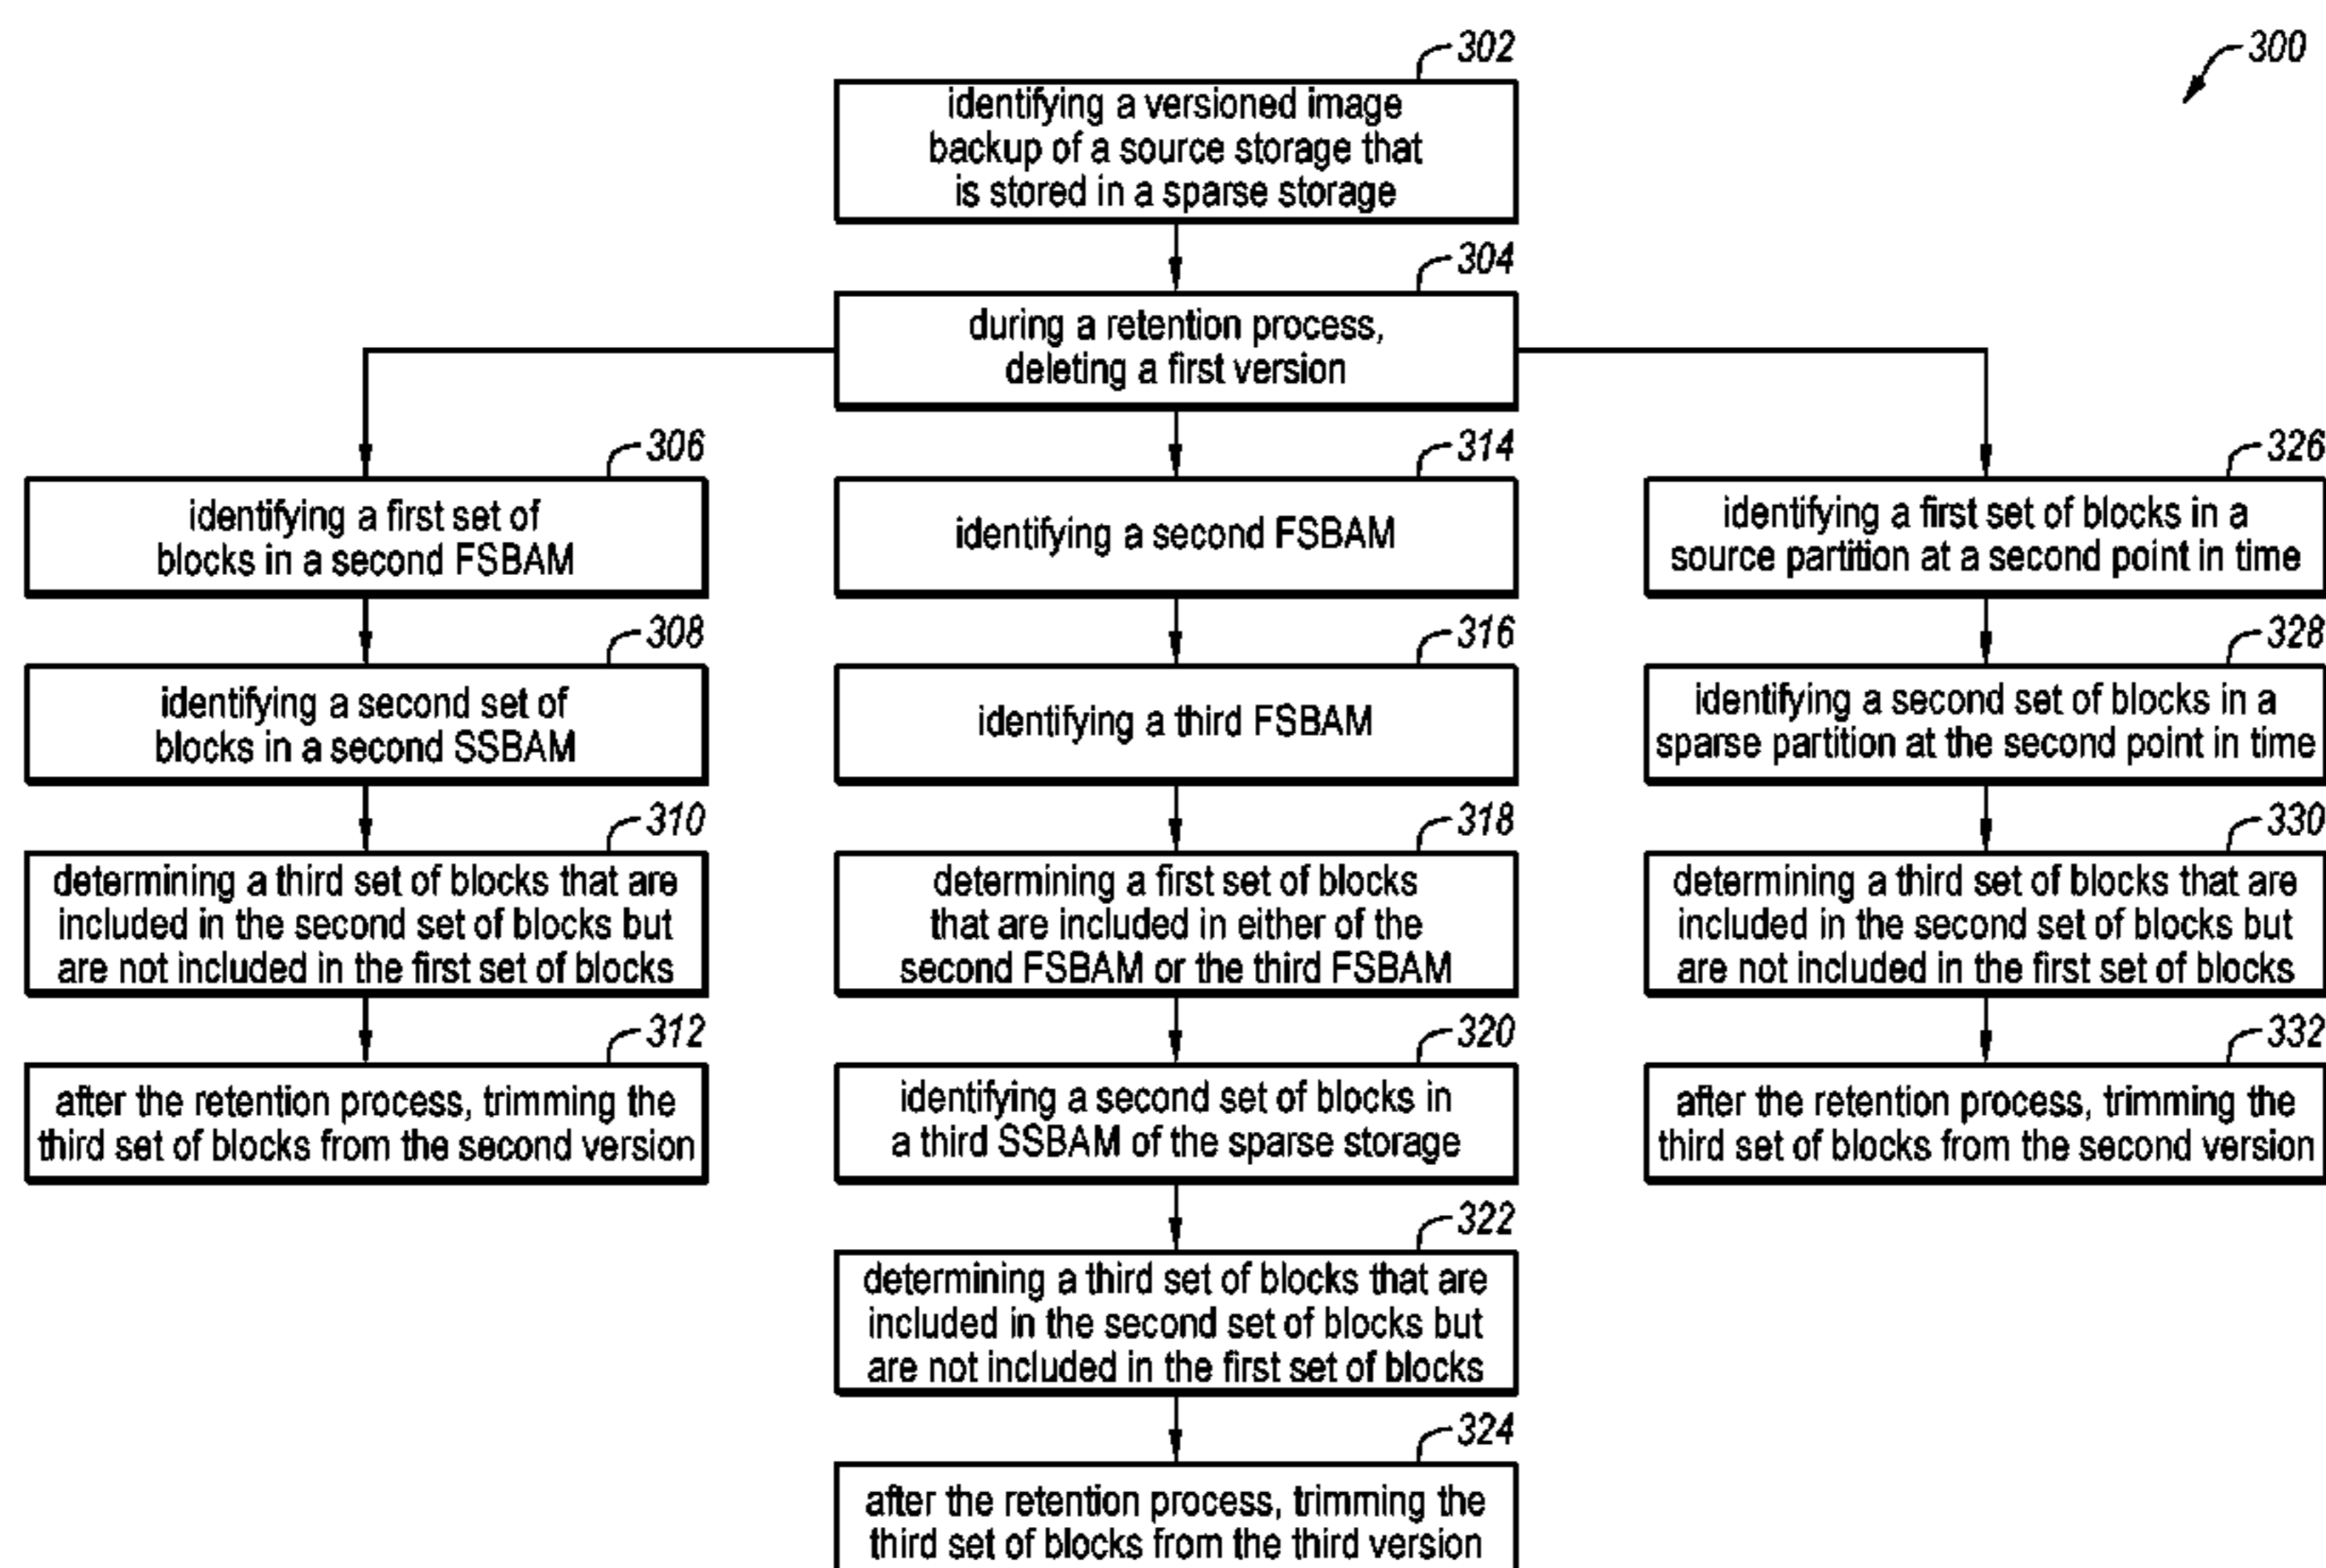 300
302
identifying a versioned image
backup of a source storage that
is stored in a sparse storage
304
during a retention process,
deleting a first version
306
identifying a first set of
blocks in a second FSBAM
308
identifying a second set of
blocks in a second SSBAM
310
determining a third set of blocks that are
included in the second set of blocks but
are not included in the first set of blocks
312
after the retention process, trimming the
third set of blocks from the second version
314
identifying a second FSBAM
316
identifying a third FSBAM
318
determining a first set of blocks
that are included in either of the
second FSBAM or the third FSBAM
320
identifying a second set of blocks in
a third SSBAM of the sparse storage
322
determining a third set of blocks that are
included in the second set of blocks but
are not included in the first set of blocks
324
after the retention process, trimming the
third set of blocks from the third version
326
identifying a first set of blocks in a
source partition at a second point in time
328
identifying a second set of blocks in a
sparse partition at the second point in time
330
determining a third set of blocks that are
included in the second set of blocks but
are not included in the first set of blocks
332
after the retention process, trimming the
third set of blocks from the second version